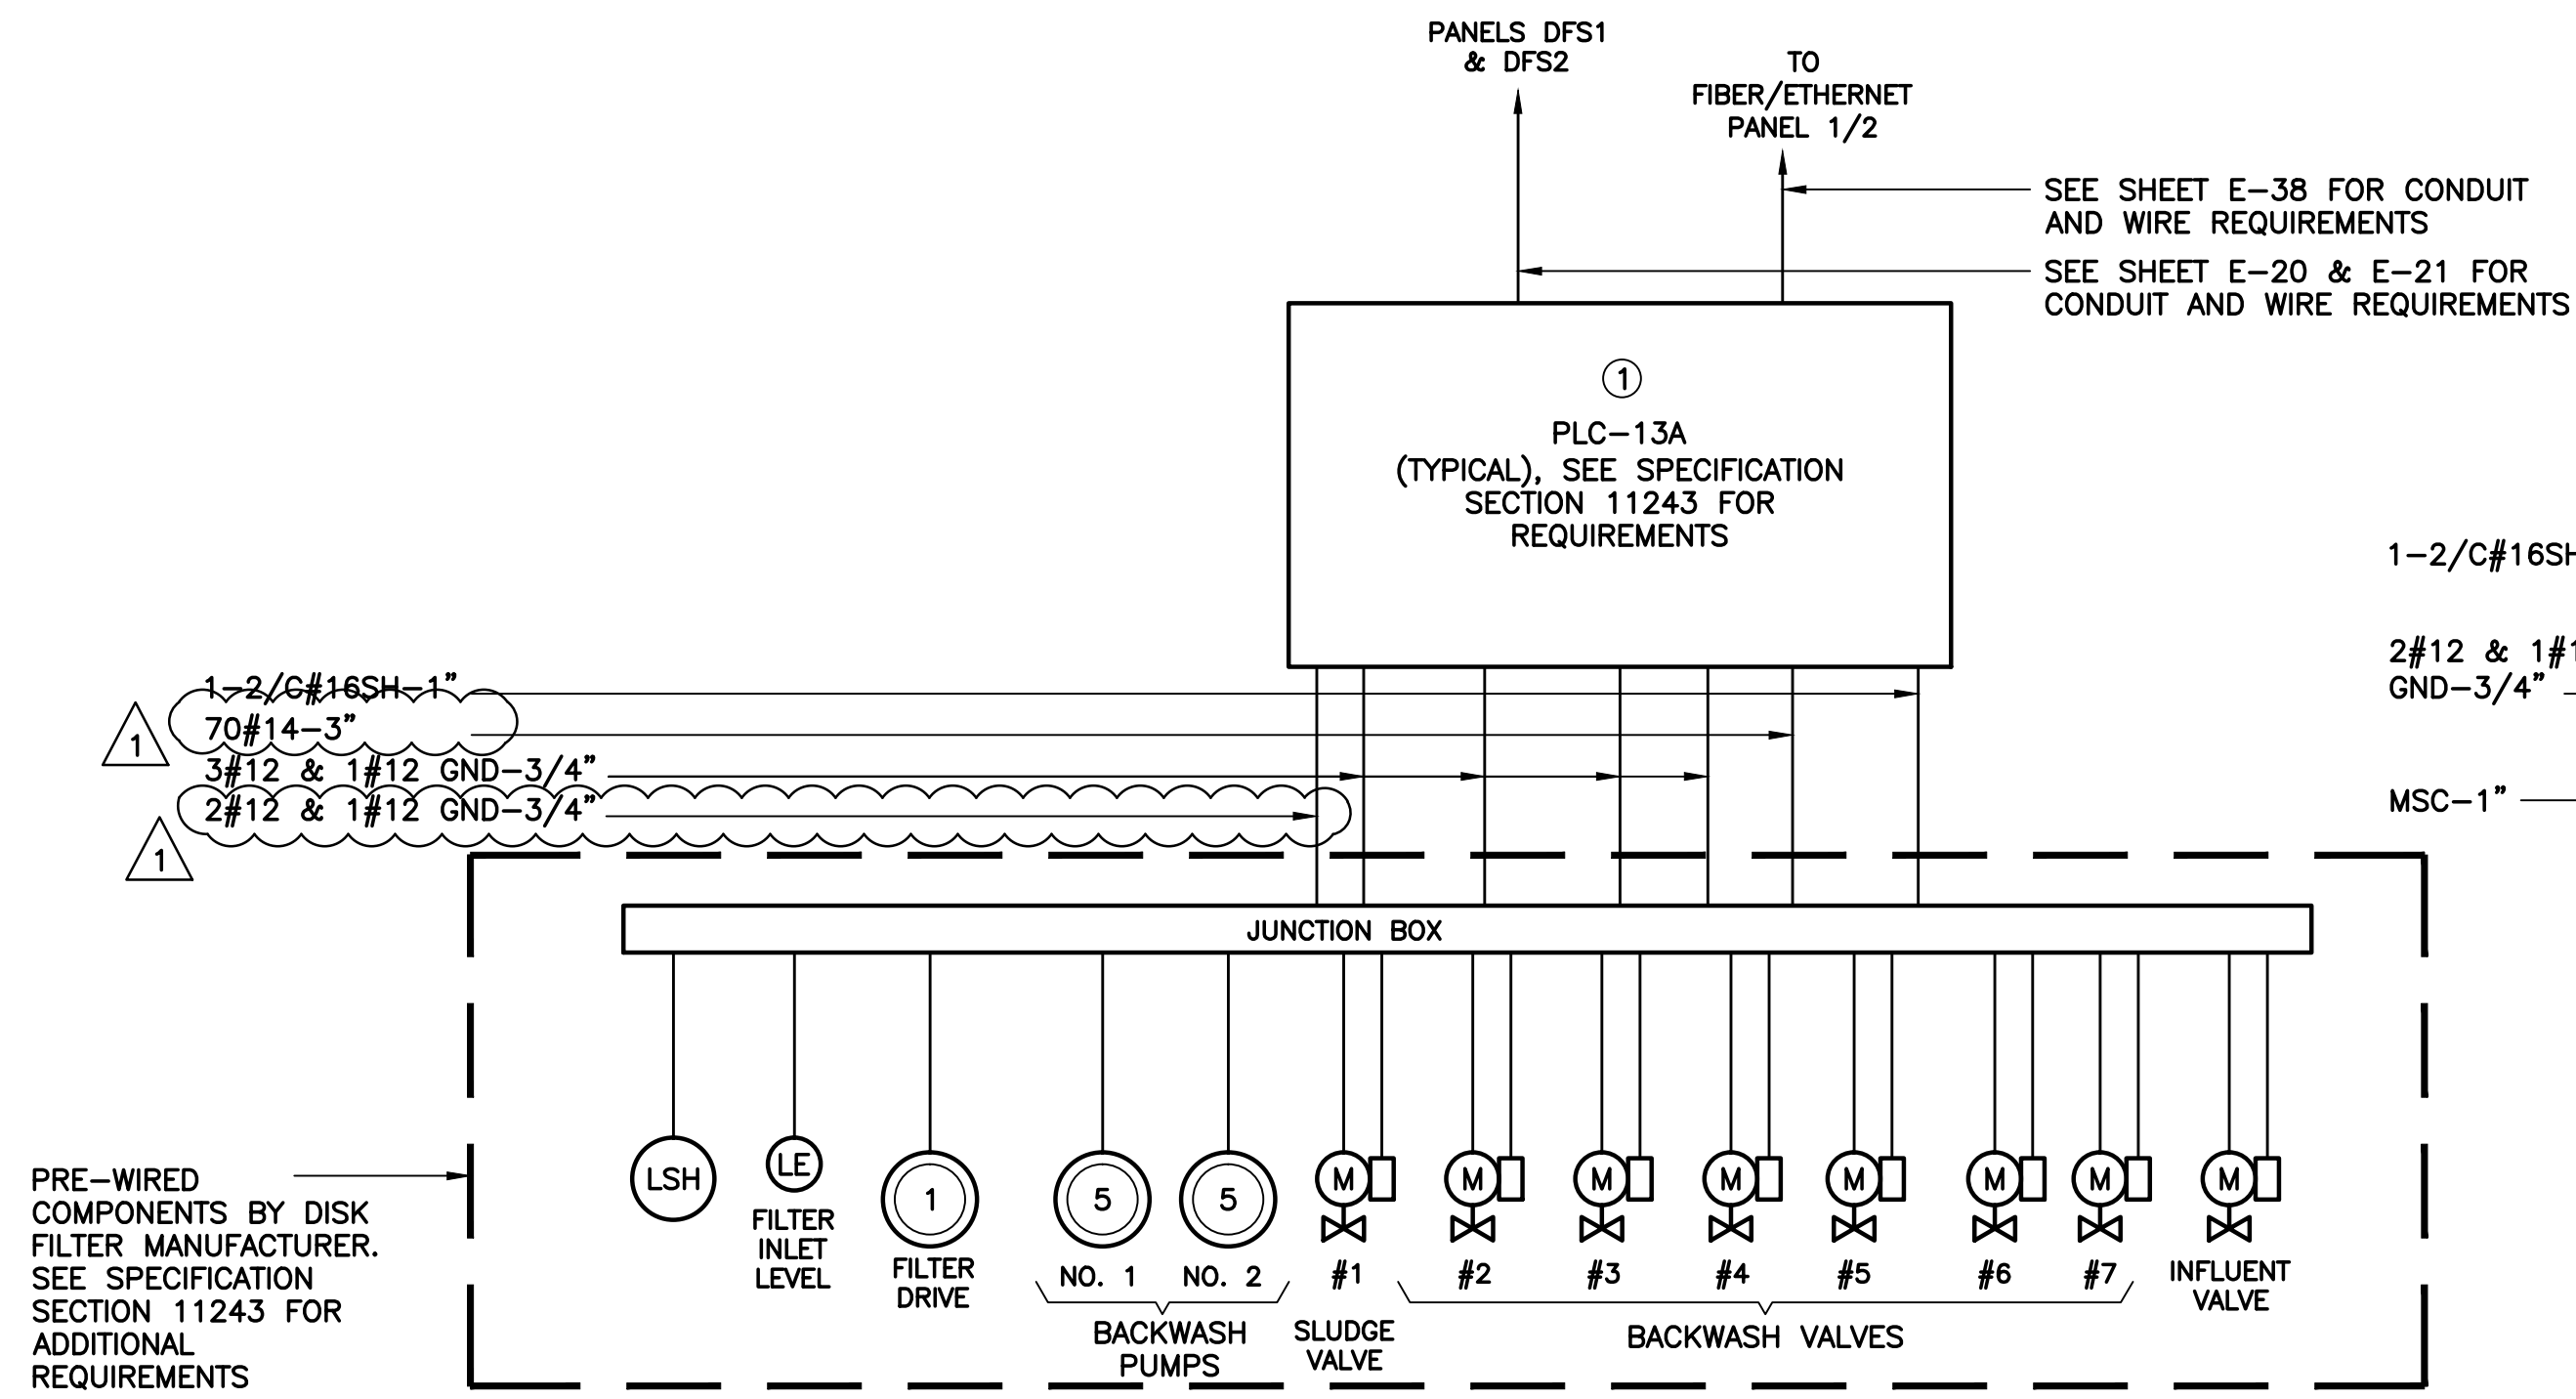 PANELS DFS1
& DFS2
TO
FIBER/ETHERNET
PANEL 1/2
SEE SHEET E-38 FOR CONDUIT
AND WIRE REQUIREMENTS
SEE SHEET E-20 & E-21 FOR
CONDUIT AND WIRE REQUIREMENTS
1
PLC-13A
(TYPICAL), SEE SPECIFICATION
SECTION 11243 FOR
REQUIREMENTS
1-2/C#16SH-1"
70#14-3"
1
3#12 & 1#12 GND-3/4"
2#12 & 1#12 GND-3/4"
1
1-2/C#16SH
2#12 & 1#1
GND-3/4"
MSC-1"
JUNCTION BOX
PRE-WIRED
COMPONENTS BY DISK
FILTER MANUFACTURER.
SEE SPECIFICATION
SECTION 11243 FOR
ADDITIONAL
REQUIREMENTS
LSH
LE
FILTER
INLET
LEVEL
1
FILTER
DRIVE
5
5
NO. 1 NO. 2
BACKWASH
PUMPS
M M M M M M M M
#1 #2 #3 #4 #5 #6 #7
SLUDGE
VALVE
BACKWASH VALVES
INFLUENT
VALVE